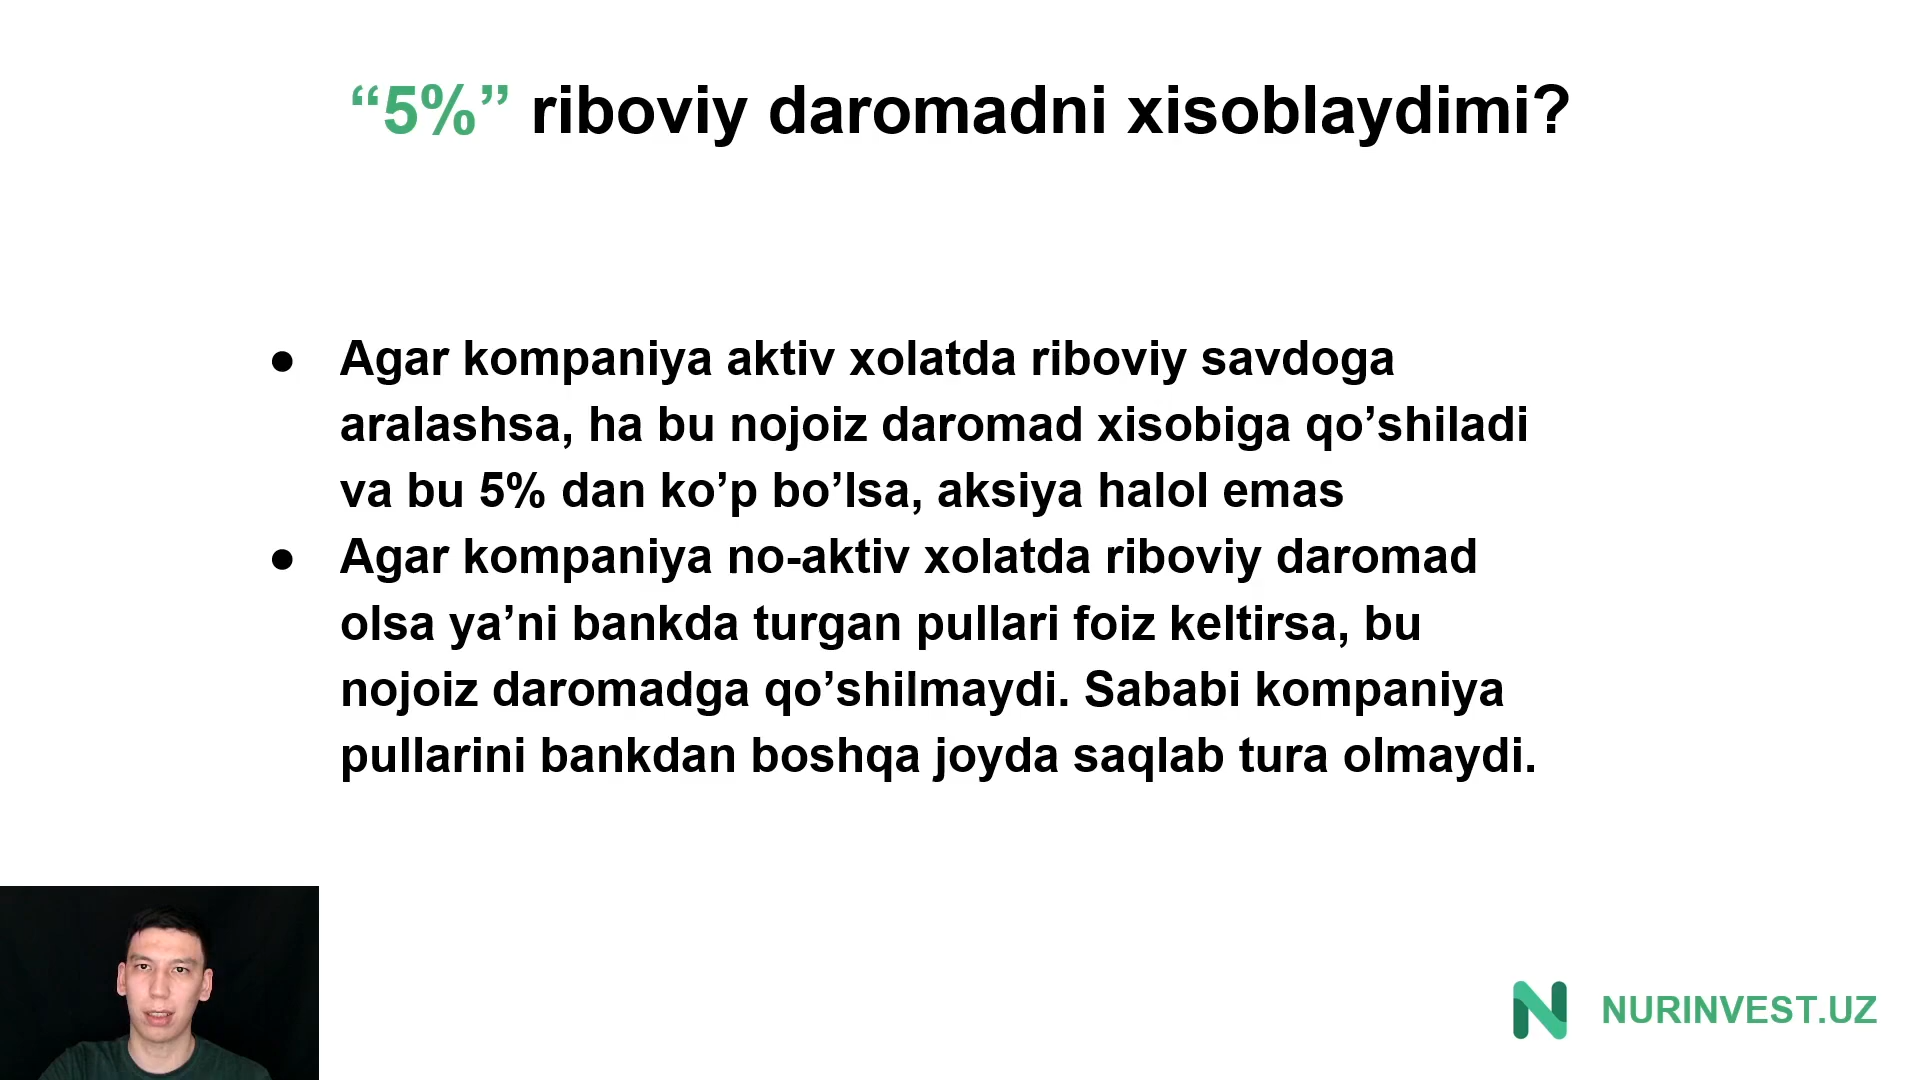 “5%” riboviy daromadni xisoblaydimi?
● Agar kompaniya aktiv xolatda riboviy savdoga
aralashsa, ha bu nojoiz daromad xisobiga qo’shiladi
va bu 5% dan ko’p bo’lsa, aksiya halol emas
● Agar kompaniya no-aktiv xolatda riboviy daromad
olsa ya’ni bankda turgan pullari foiz keltirsa, bu
nojoiz daromadga qo’shilmaydi. Sababi kompaniya
pullarini bankdan boshqa joyda saqlab tura olmaydi.
NURINVEST.UZ